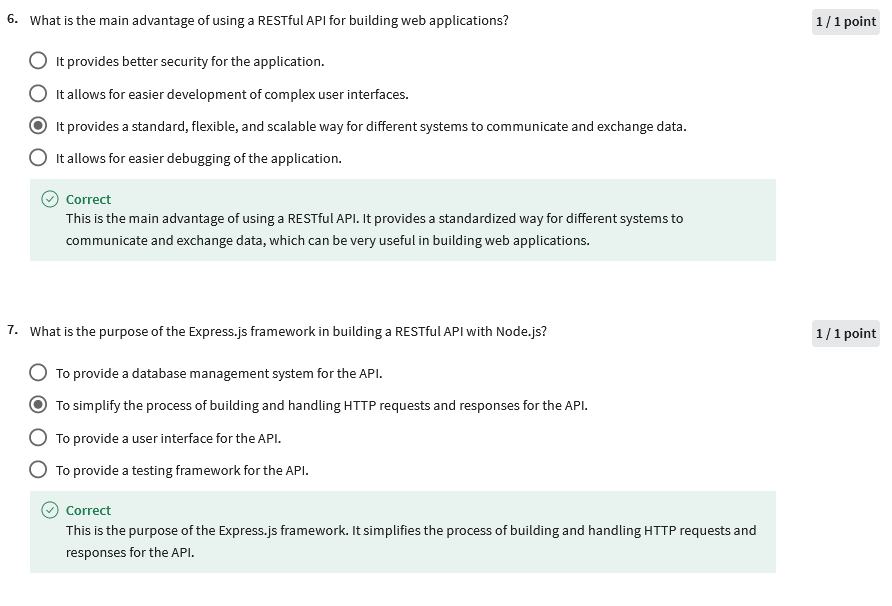 6. What is the main advantage of using a RESTful API for building web applications?
1 / 1 point
It provides better security for the application.
It allows for easier development of complex user interfaces.
It provides a standard, flexible, and scalable way for different systems to communicate and exchange data.
It allows for easier debugging of the application.
Correct
This is the main advantage of using a RESTful API. It provides a standardized way for different systems to
communicate and exchange data, which can be very useful in building web applications.
7. What is the purpose of the Express.js framework in building a RESTful API with Node.js?
1 / 1 point
To provide a database management system for the API.
To simplify the process of building and handling HTTP requests and responses for the API.
To provide a user interface for the API.
To provide a testing framework for the API.
Correct
This is the purpose of the Express.js framework. It simplifies the process of building and handling HTTP requests and
responses for the API.